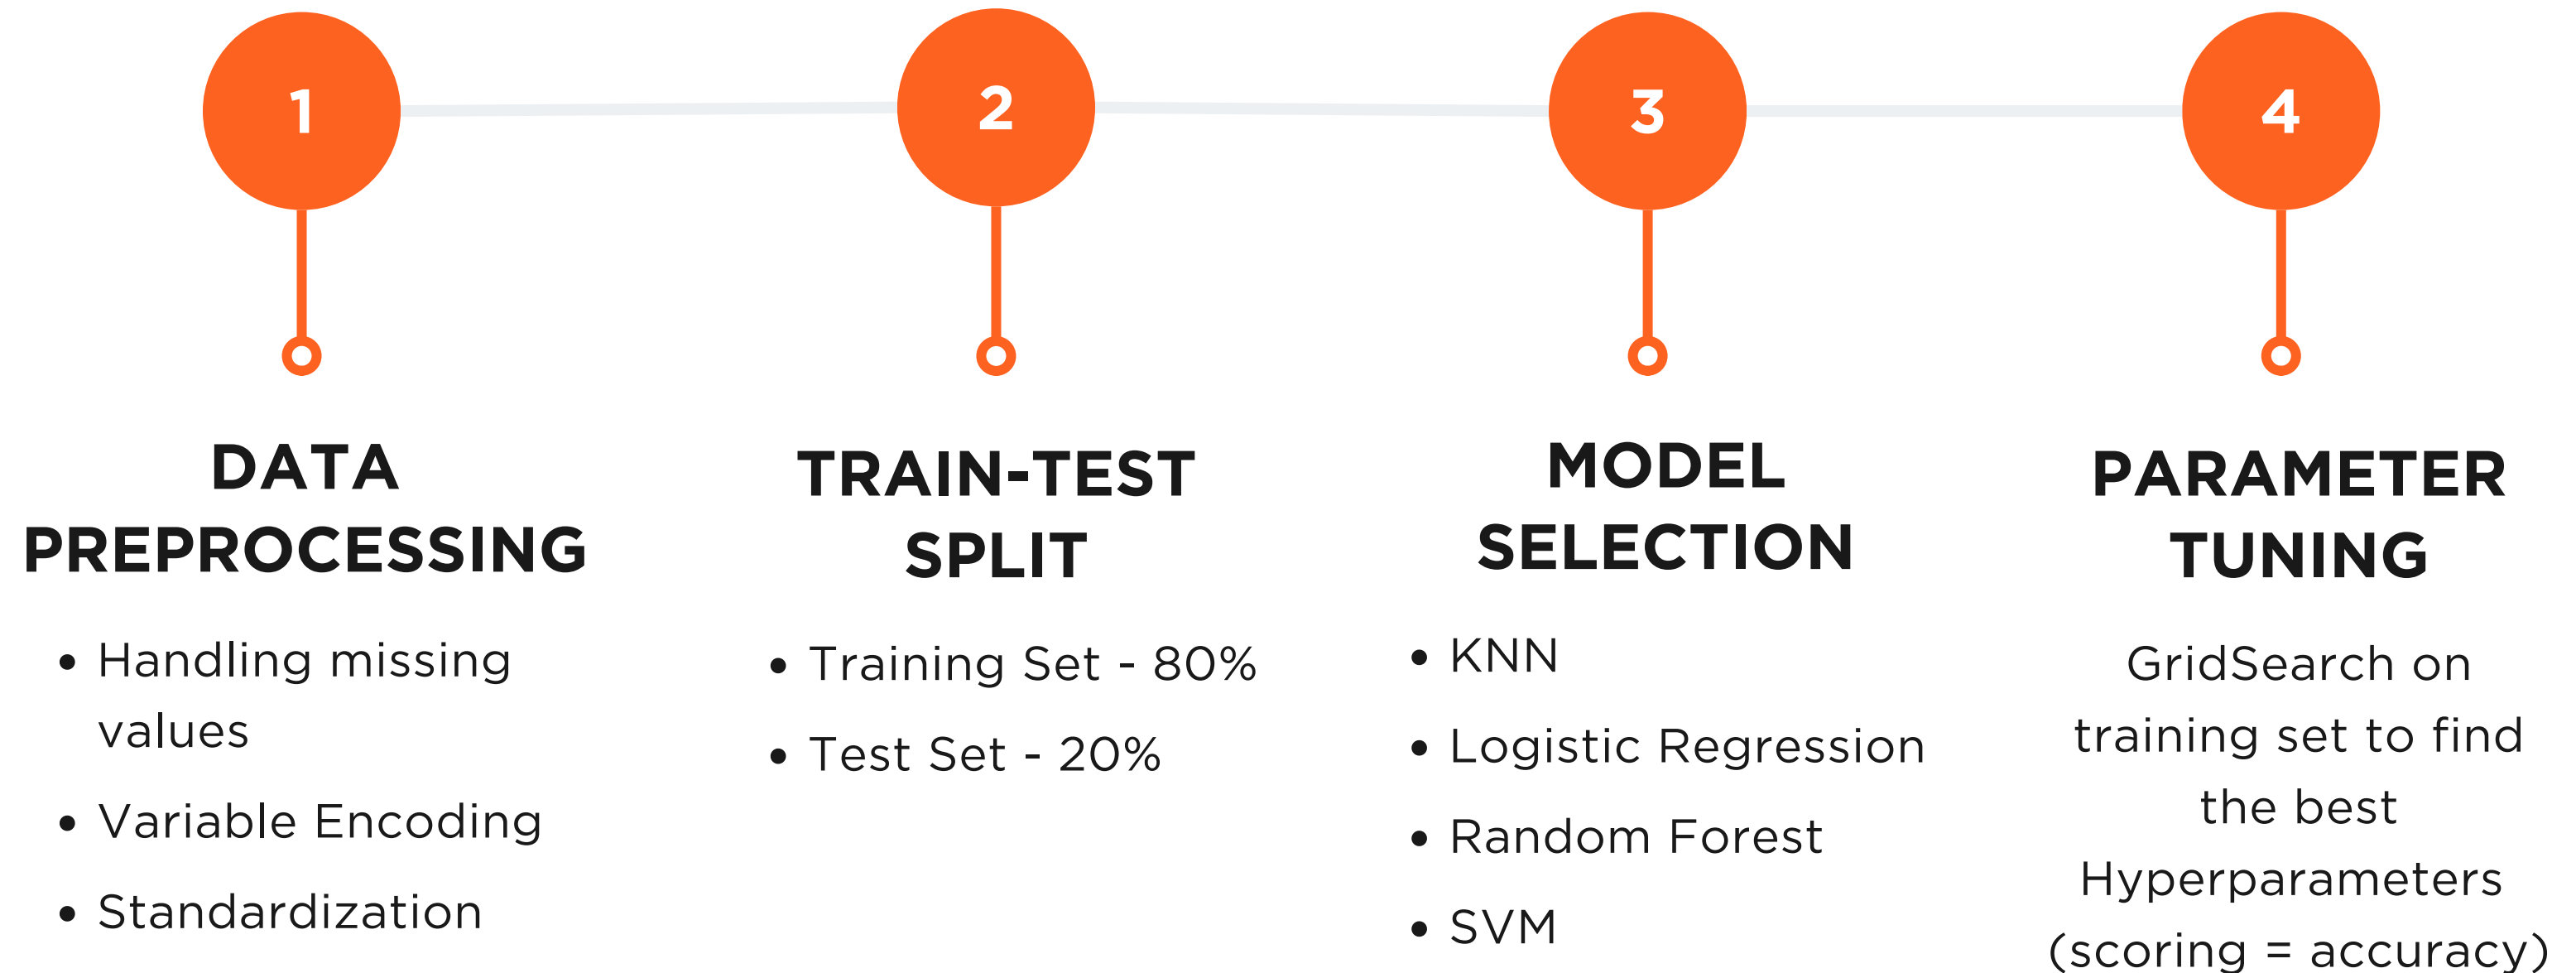 1
DATA
PREPROCESSING
• Handling missing
values
• Variable Encoding
• Standardization
2
TRAIN-TEST
SPLIT
• Training Set - 80%
• Test Set - 20%
3
MODEL
SELECTION
• KNN
• Logistic Regression
• Random Forest
• SVM
4
PARAMETER
TUNING
GridSearch on
training set to find
the best
Hyperparameters
(scoring = accuracy)